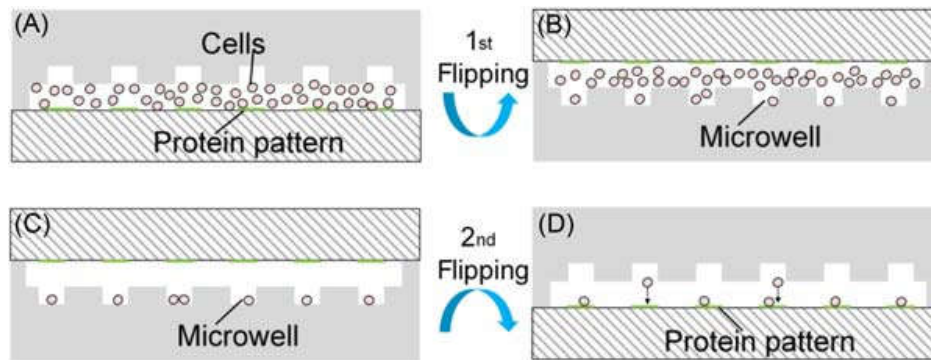 (A)
Cells
Protein pattern
1st
Flipping
(B)
Microwell
(C)
Microwell
2nd
Flipping
(D)
Protein pattern